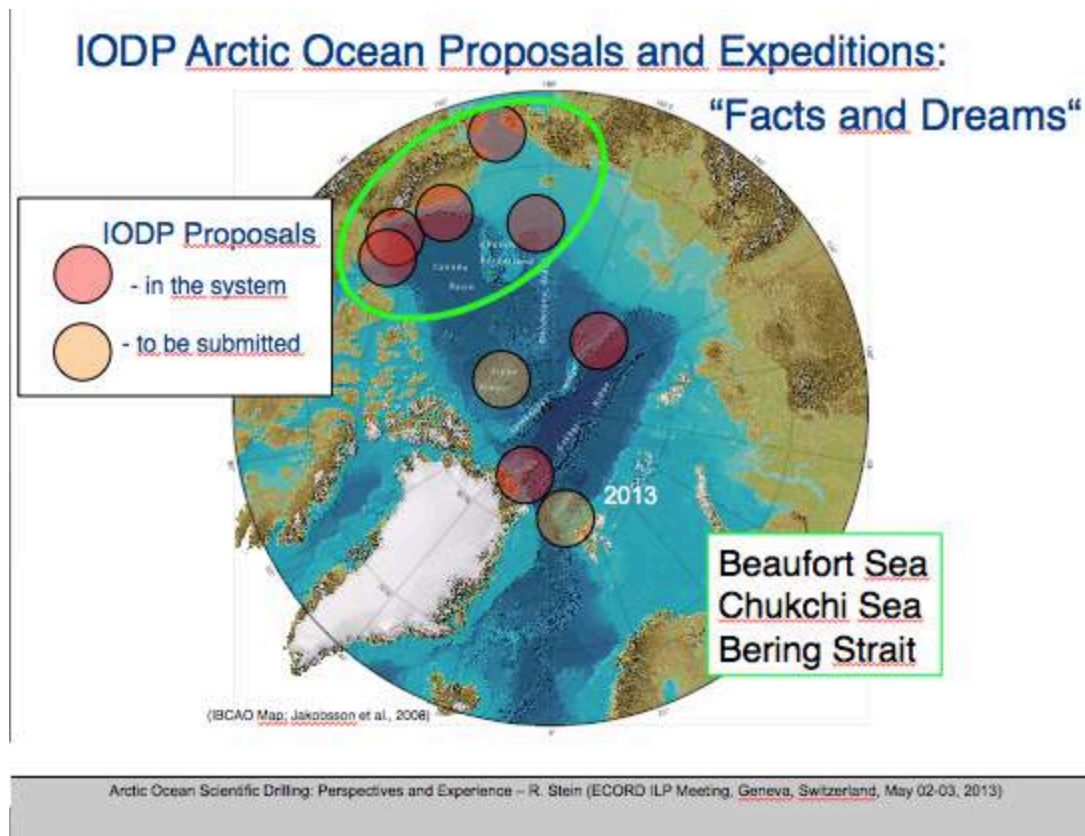 IODP Arctic Ocean Proposals and Expeditions:
“Facts and Dreams“
IODP Proposals
- in the system
- to be submitted
Canada
Basin
2013
Beaufort Sea
Chukchi Sea
Bering Strait
(IBCAO Map; Jakobsson et al., 2008)
Arctic Ocean Scientific Drilling: Perspectives and Experience – R. Stein (ECORD ILP Meeting, Geneva, Switzerland, May 02-03, 2013)